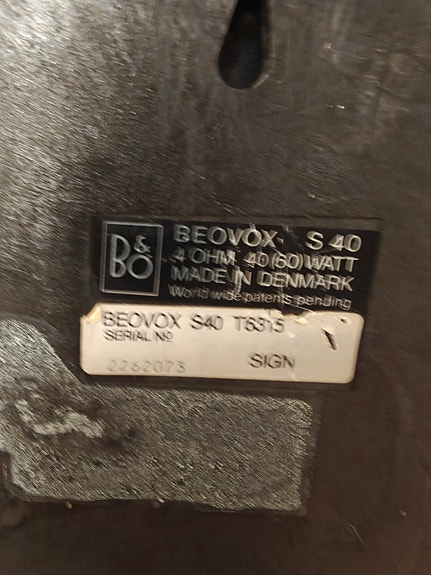 B&O
BEOVOX S 40
4 OHM 40(60)WATT
MADE IN DENMARK
World wide patents pending
BEOVOX S40 T6315
SERIAL Nº
2262073
SIGN